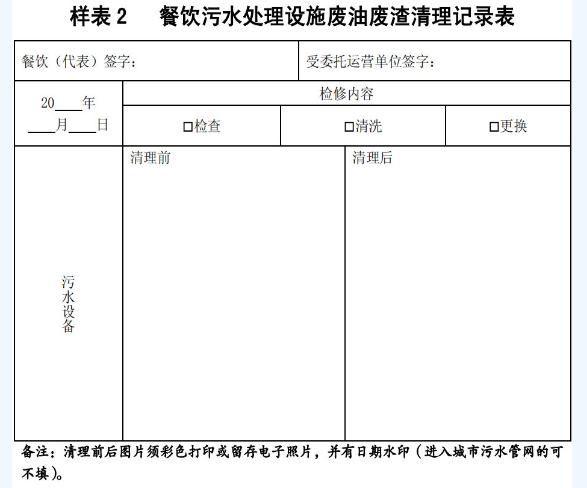 样表 2 餐饮污水处理设施废油废渣清理记录表
餐饮（代表）签字：
受委托运营单位签字：
20____年
____月____日
检修内容
□检查
□清洗
□更换
污水设备
清理前
清理后
备注：清理前后图片须彩色打印或留存电子照片，并有日期水印（进入城市污水管网的可
不填）。